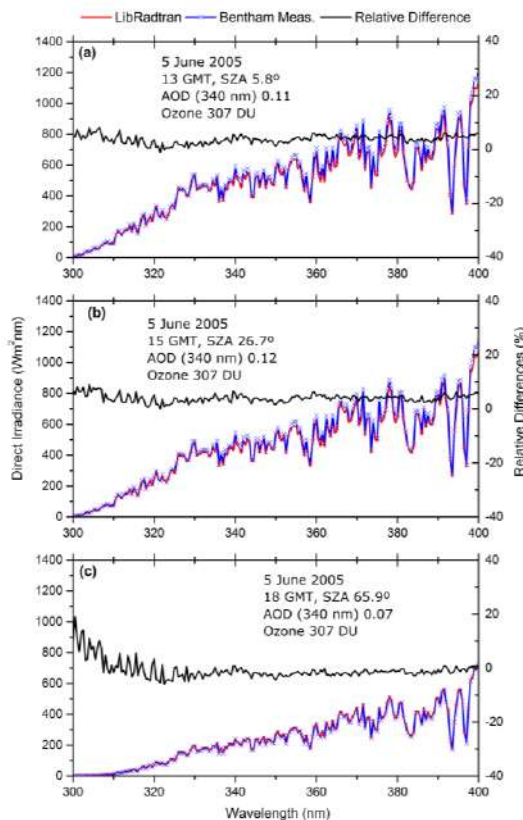 LibRadtran Bentham Meas. Relative Difference
(a)
5 June 2005
13 GMT, SZA 5.8º
AOD (340 nm) 0.11
Ozone 307 DU
1400
1200
1000
800
600
400
200
0
40
20
0
-20
-40
300 320 340 360 380 400
(b)
5 June 2005
15 GMT, SZA 26.7º
AOD (340 nm) 0.12
Ozone 307 DU
1400
1200
1000
800
600
400
200
0
40
20
0
-20
-40
300 320 340 360 380 400
Direct Irradiance (Wm²nm)
Relative Differences (%)
(c)
5 June 2005
18 GMT, SZA 65.9º
AOD (340 nm) 0.07
Ozone 307 DU
1400
1200
1000
800
600
400
200
0
40
20
0
-20
-40
300 320 340 360 380 400
Wavelength (nm)